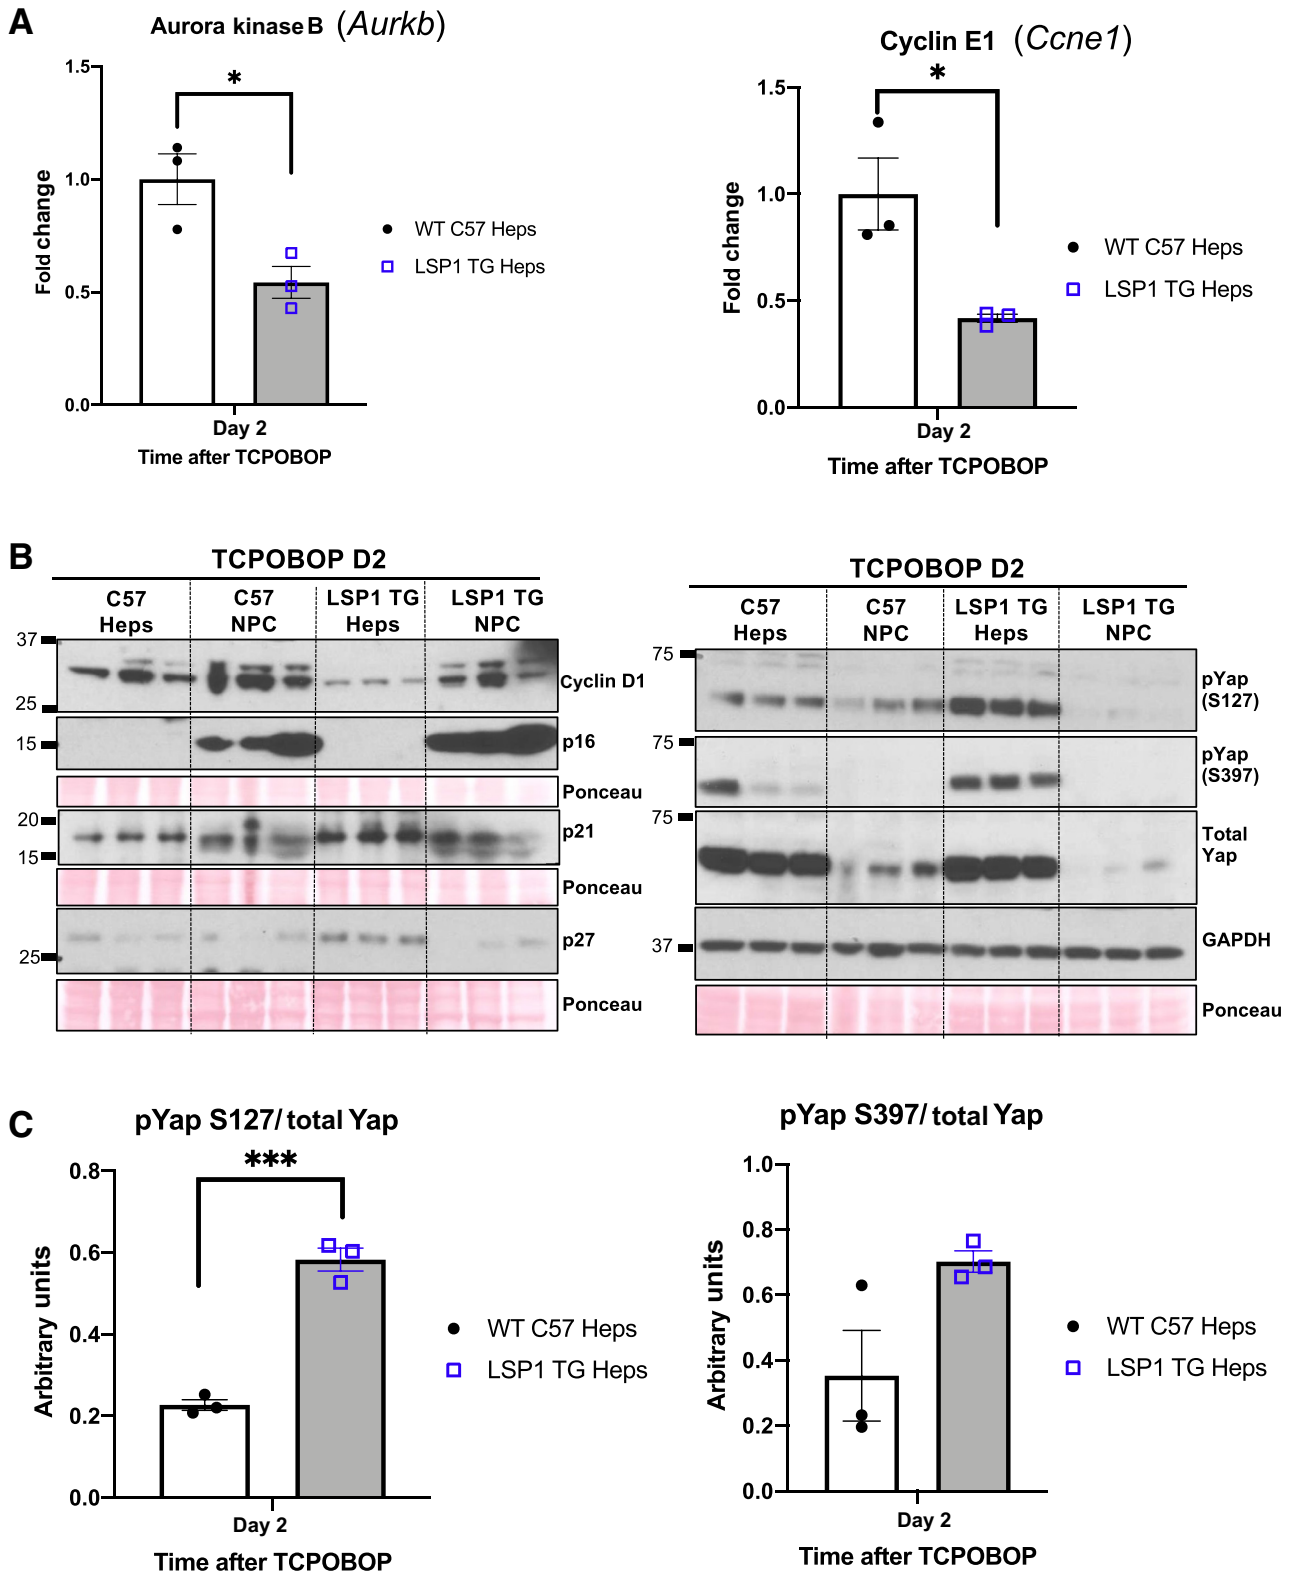 A
Aurora kinase B (Aurkb)
1.5
1.0
0.5
0.0
Fold change
*
WT C57 Heps
LSP1 TG Heps
Day 2
Time after TCPOBOP
Cyclin E1 (Ccne1)
1.5
1.0
0.5
0.0
Fold change
*
WT C57 Heps
LSP1 TG Heps
Day 2
Time after TCPOBOP
B
TCPOBOP D2
C57 Heps
C57 NPC
LSP1 TG Heps
LSP1 TG NPC
37
25
Cyclin D1
15
p16
Ponceau
20
15
p21
Ponceau
25
p27
Ponceau
TCPOBOP D2
C57 Heps
C57 NPC
LSP1 TG Heps
LSP1 TG NPC
75
pYap
(S127)
75
pYap
(S397)
75
Total
Yap
37
GAPDH
Ponceau
C
pYap S127/ total Yap
***
0.8
0.6
0.4
0.2
0.0
Arbitrary units
WT C57 Heps
LSP1 TG Heps
Day 2
Time after TCPOBOP
pYap S397/ total Yap
1.0
0.8
0.6
0.4
0.2
0.0
Arbitrary units
WT C57 Heps
LSP1 TG Heps
Day 2
Time after TCPOBOP